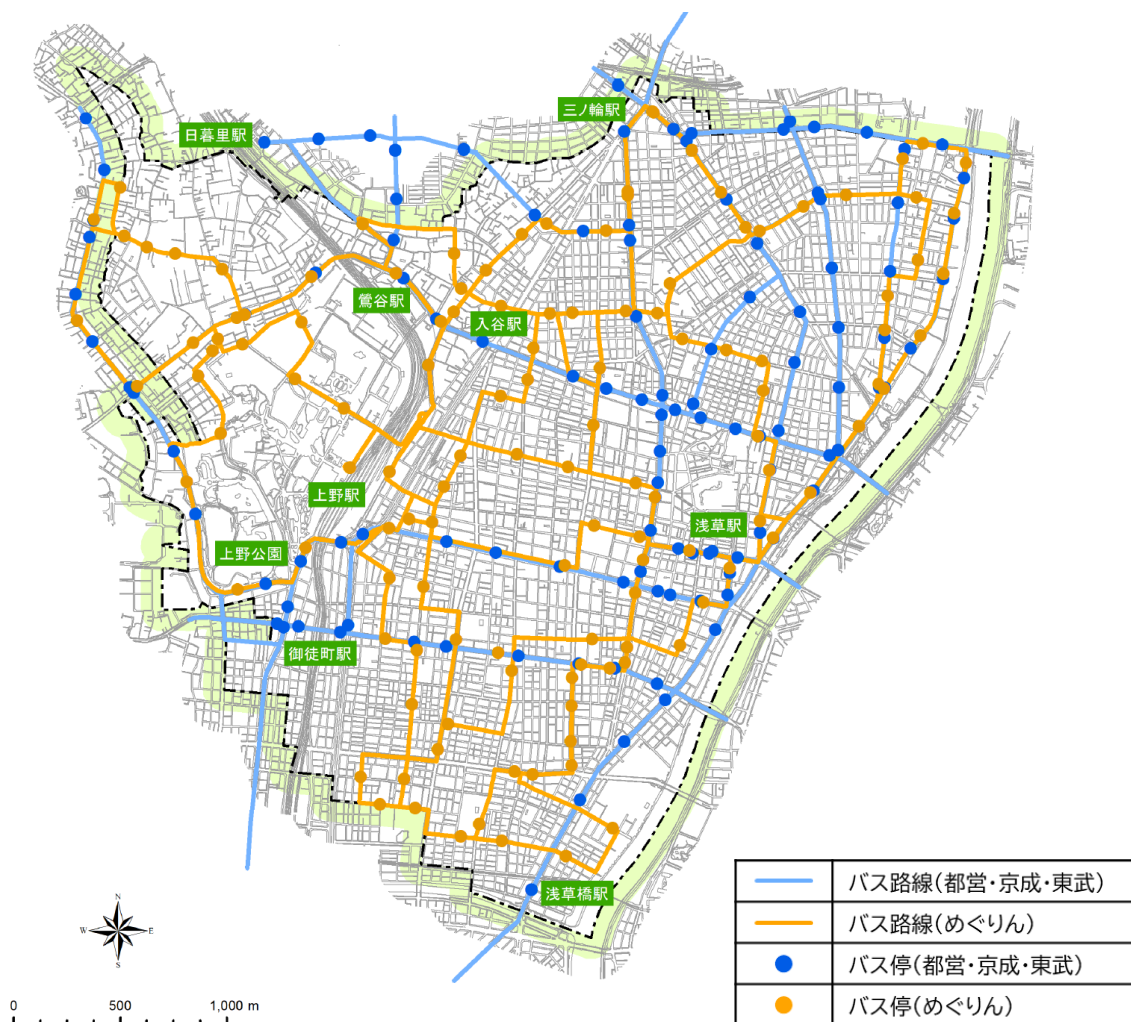 三ノ輪駅
日暮里駅
鶯谷駅
入谷駅
上野駅
浅草駅
上野公園
御徒町駅
浅草橋駅
N
W
E
S
0
500
1,000 m
バス路線(都営・京成・東武)
バス路線(めぐりん)
バス停(都営・京成・東武)
バス停(めぐりん)